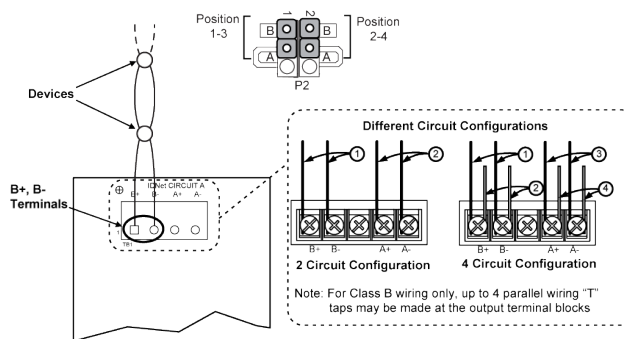 Position
1-3
1 2
B B
A A
P2
Position
2-4
Devices
B+, B-
Terminals
IDNet CIRCUIT A
B+ B- A+ A-
1
TB1
Different Circuit Configurations
1 2
B+ B- A+ A-
2 Circuit Configuration
1 3
2 4
B+ B- A+ A-
4 Circuit Configuration
Note: For Class B wiring only, up to 4 parallel wiring “T”
taps may be made at the output terminal blocks